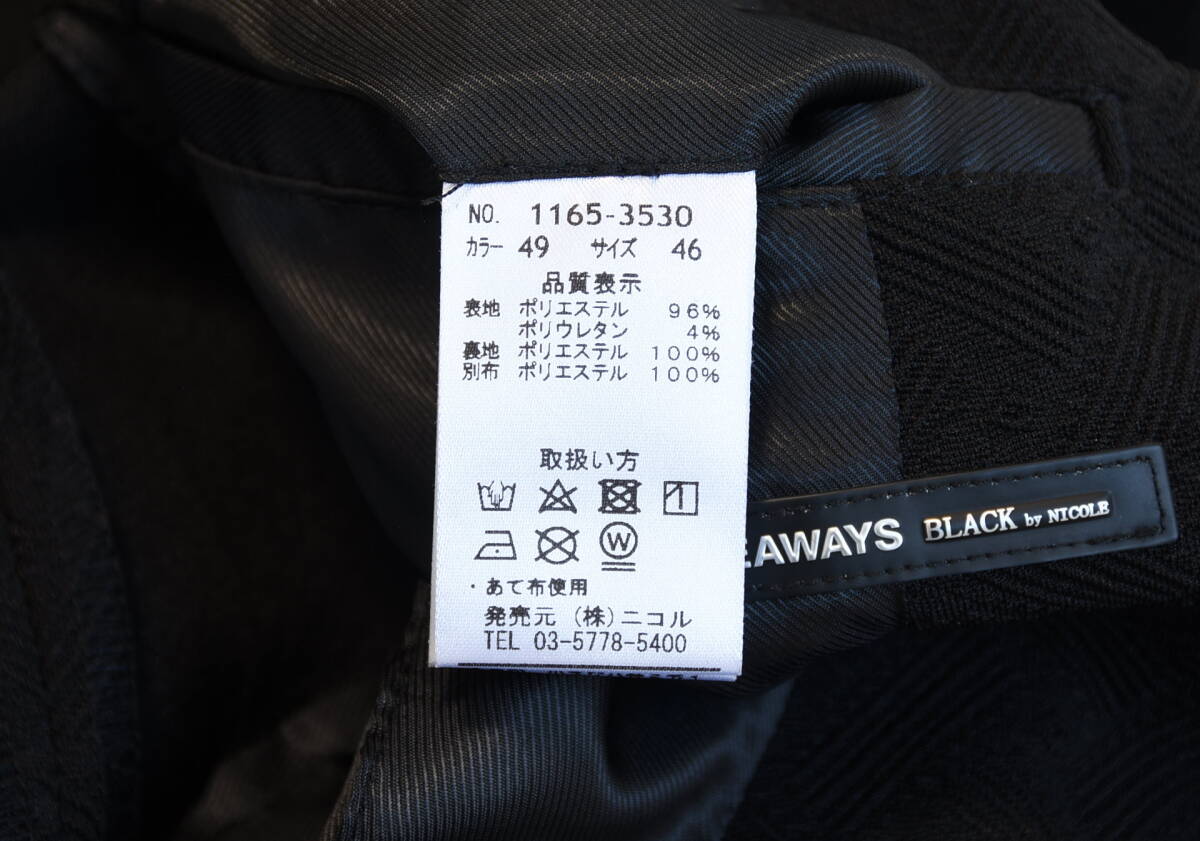 NO. 1165-3530
カラー 49 サイズ 46
品質表示
表地 ポリエステル 96%
ポリウレタン 4%
裏地 ポリエステル 100%
別布 ポリエステル 100%
取扱い方
W
・あて布使用
発売元 (株)ニコル
TEL 03-5778-5400
EAWAYS BLACK by NICOLE